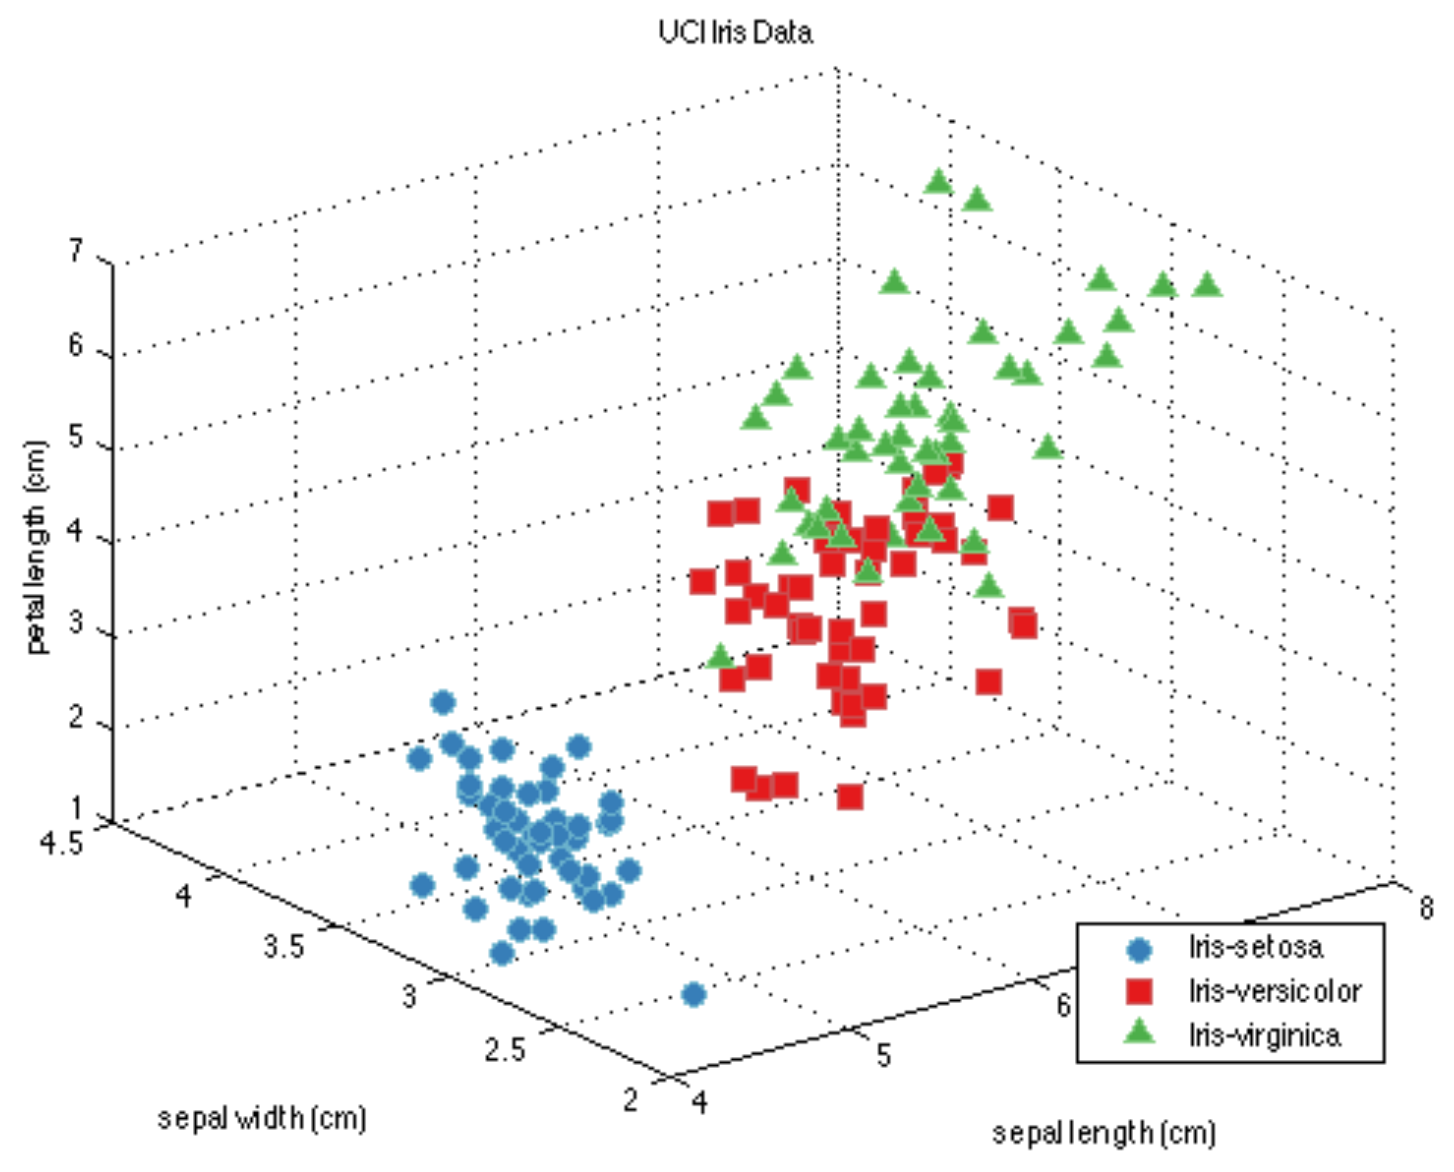 UCI Iris Data
7
6
5
4
3
2
1
petal length (cm)
4.5
4
3.5
3
2.5
2
sepal width (cm)
4
5
6
8
sepal length (cm)
Iris-setosa
Iris-versicolor
Iris-virginica